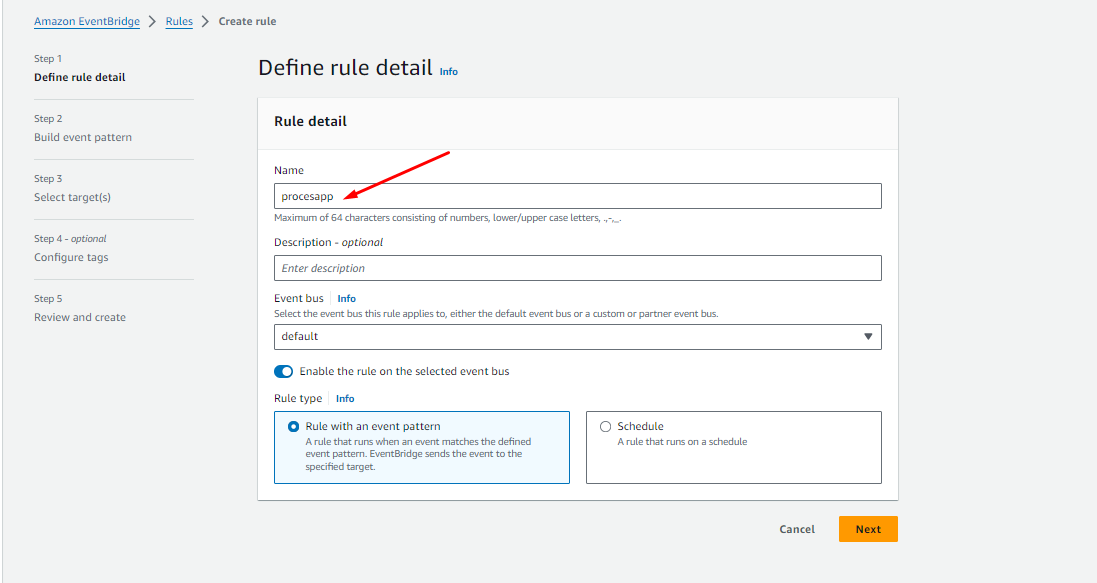 Amazon EventBridge > Rules > Create rule
Step 1
Define rule detail
Step 2
Build event pattern
Step 3
Select target(s)
Step 4 - optional
Configure tags
Step 5
Review and create
Define rule detail Info
Rule detail
Name
procesapp
Maximum of 64 characters consisting of numbers, lower/upper case letters, .,-,_.
Description - optional
Enter description
Event bus Info
Select the event bus this rule applies to, either the default event bus or a custom or partner event bus.
default
Enable the rule on the selected event bus
Rule type Info
Rule with an event pattern
A rule that runs when an event matches the defined
event pattern. EventBridge sends the event to the
specified target.
Schedule
A rule that runs on a schedule
Cancel Next